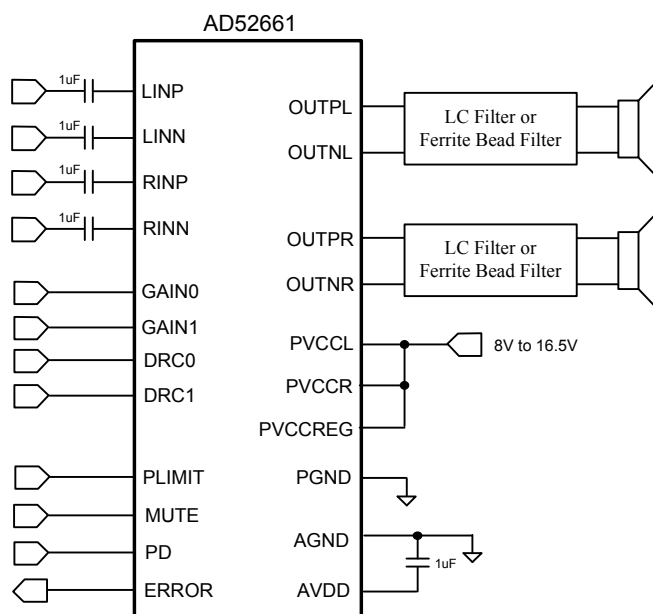 AD52661
1uF
LINP
1uF
LINN
1uF
RINP
1uF
RINN
GAIN0
GAIN1
DRC0
DRC1
PLIMIT
MUTE
PD
ERROR
OUTPL
OUTNL
LC Filter or
Ferrite Bead Filter
OUTPR
OUTNR
LC Filter or
Ferrite Bead Filter
PVCCL
8V to 16.5V
PVCCR
PVCCREG
PGND
AGND
1uF
AVDD